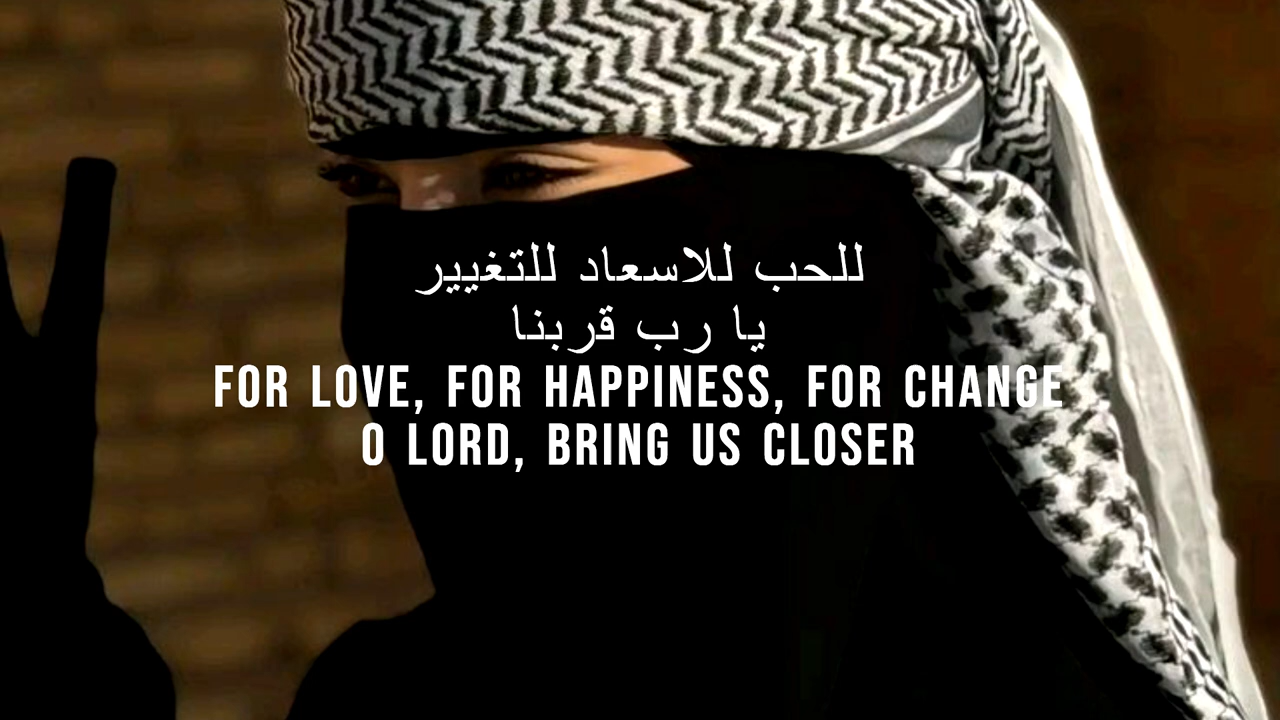 للحب للاسعاد للتغيير
يا رب قربنا
FOR LOVE, FOR HAPPINESS, FOR CHANGE
O LORD, BRING US CLOSER